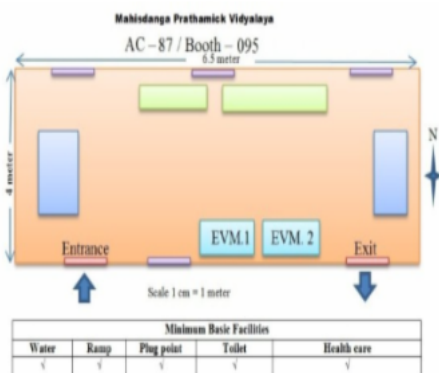 Mahisdanga Prathamick Vidyalaya
AC – 87 / Booth – 095
6.5 meter
4 meter
N
EVM.1 EVM. 2
Entrance Exit
Scale 1 cm = 1 meter
Minimum Basic Facilities
Water Ramp Plug point Toilet Health care
√ √ √ √ √